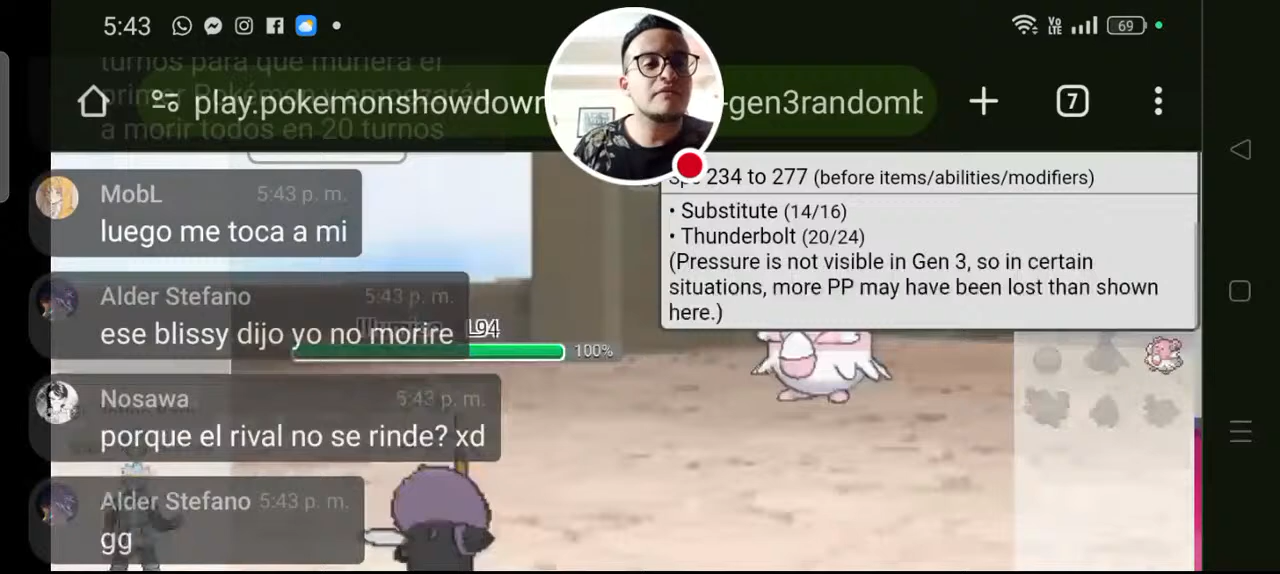 5:43
Vo
LTE
69
turnos para que muriera el
a morir todos en 20 turnos
play.pokemonshowdown
-gen3randomb
7
MobL 5:43 p. m.
luego me toca a mi
234 to 277 (before items/abilities/modifiers)
• Substitute (14/16)
• Thunderbolt (20/24)
(Pressure is not visible in Gen 3, so in certain
situations, more PP may have been lost than shown
here.)
Alder Stefano 5:43 p. m.
ese blissy dijo yo no morire
L94
100%
Nosawa 5:43 p. m.
porque el rival no se rinde? xd
Alder Stefano 5:43 p. m.
gg